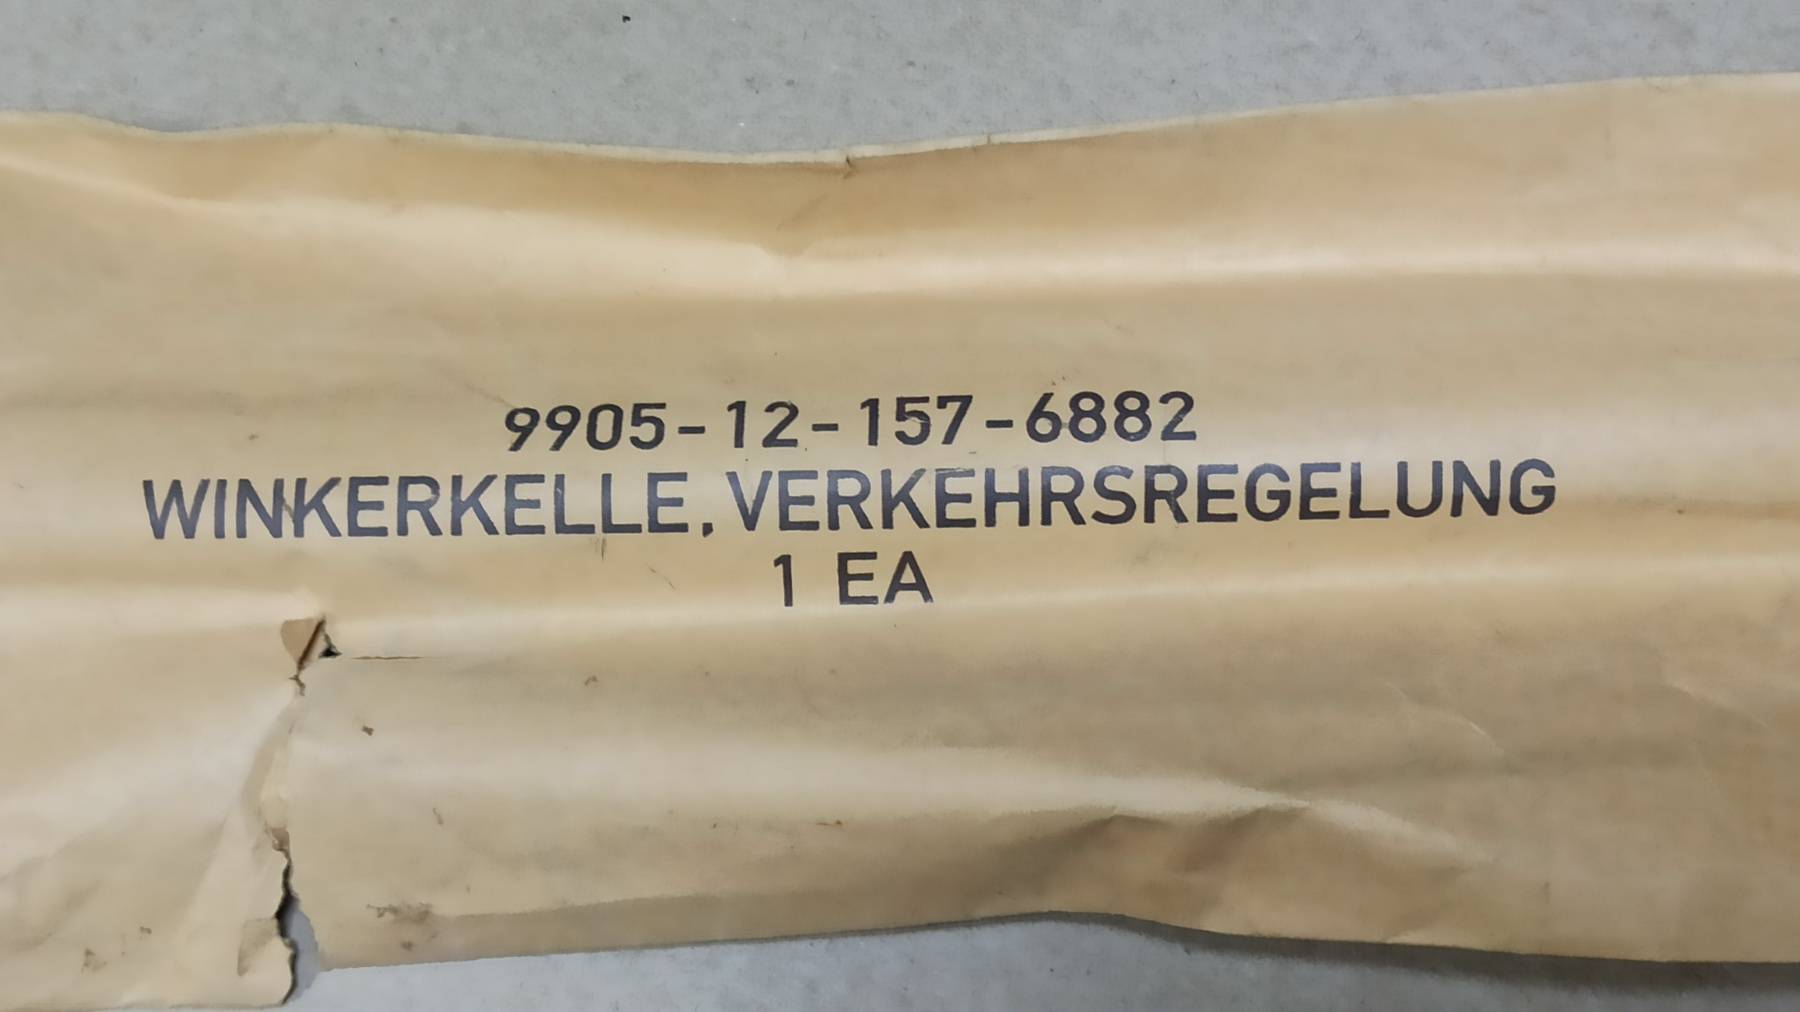 9905-12-157-6882
WINKERKELLE, VERKEHRSREGELUNG
1 EA